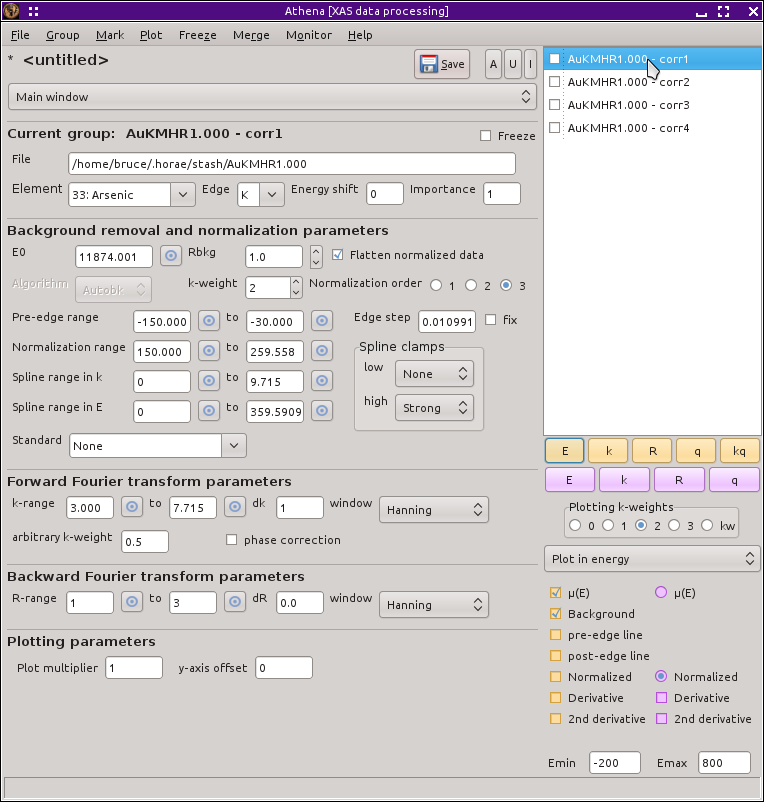 Athena [XAS data processing]
File Group Mark Plot Freeze Merge Monitor Help
* <untitled> Save A U I
Main window
Current group: AuKMHR1.000 - corr1 Freeze
File /home/bruce/.horae/stash/AuKMHR1.000
Element 33: Arsenic Edge K Energy shift 0 Importance 1
Background removal and normalization parameters
E0 11874.001 Rbkg 1.0 Flatten normalized data
Algorithm Autobk k-weight 2 Normalization order 1 2 3
Pre-edge range -150.000 to -30.000 Edge step 0.010991 fix
Normalization range 150.000 to 259.558 Spline clamps
Spline range in k 0 to 9.715 low None
Spline range in E 0 to 359.5909 high Strong
Standard None
Forward Fourier transform parameters
k-range 3.000 to 7.715 dk 1 window Hanning
arbitrary k-weight 0.5 phase correction
Backward Fourier transform parameters
R-range 1 to 3 dR 0.0 window Hanning
Plotting parameters
Plot multiplier 1 y-axis offset 0
AuKMHR1.000 - corr1
AuKMHR1.000 - corr2
AuKMHR1.000 - corr3
AuKMHR1.000 - corr4
E k R q kq
E k R q
Plotting k-weights
0 1 2 3 kw
Plot in energy
μ(E) μ(E)
Background
pre-edge line
post-edge line
Normalized Normalized
Derivative Derivative
2nd derivative 2nd derivative
Emin -200 Emax 800